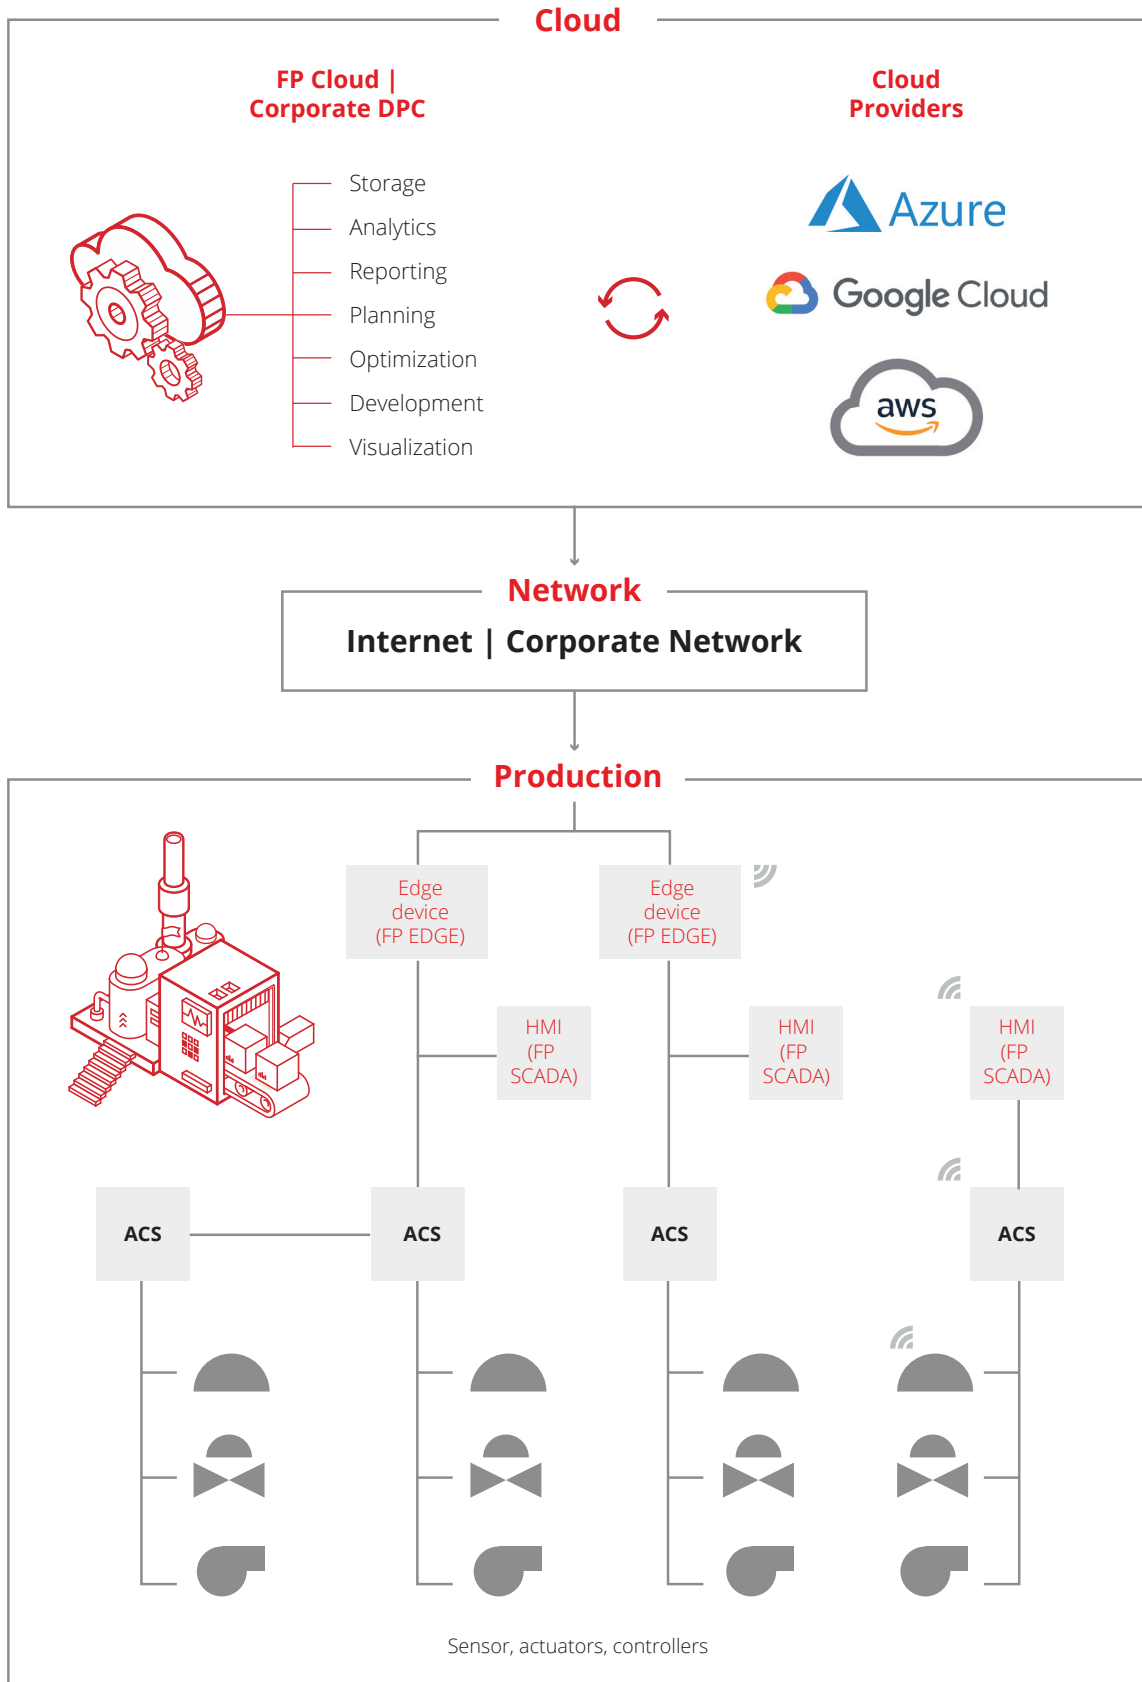 Cloud
FP Cloud |
Corporate DPC
Storage
Analytics
Reporting
Planning
Optimization
Development
Visualization
Cloud
Providers
Azure
Google Cloud
aws
Network
Internet | Corporate Network
Production
Edge
device
(FP EDGE)
Edge
device
(FP EDGE)
HMI
(FP
SCADA)
HMI
(FP
SCADA)
HMI
(FP
SCADA)
ACS
ACS
ACS
ACS
Sensor, actuators, controllers